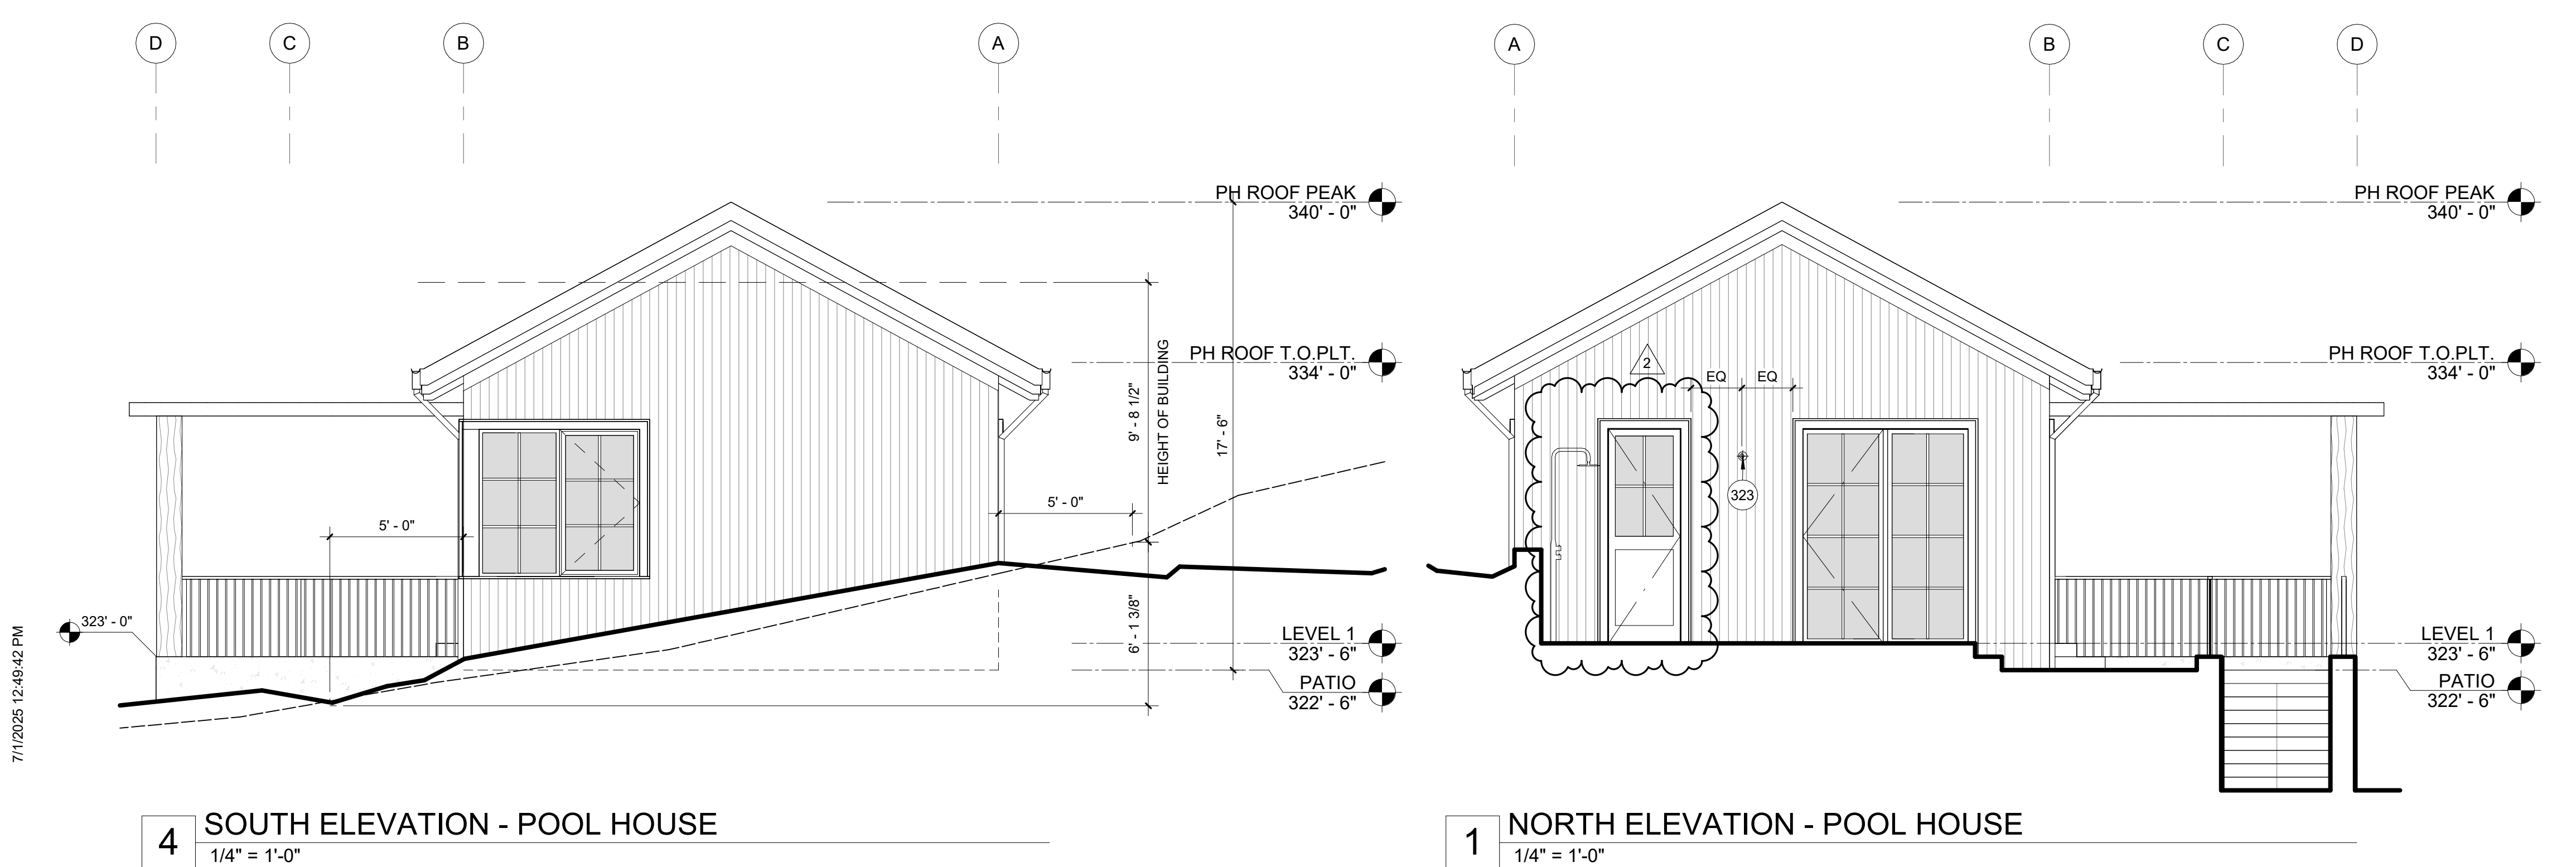 D
C
B
A
PH ROOF PEAK
340' - 0"
PH ROOF T.O.PLT.
334' - 0"
9' - 8 1/2"
HEIGHT OF BUILDING
17' - 6"
5' - 0"
5' - 0"
323' - 0"
6' - 1 3/8"
LEVEL 1
323' - 6"
PATIO
322' - 6"
7/1/2025 12:49:42 PM
4
SOUTH ELEVATION - POOL HOUSE
1/4" = 1'-0"
A
B
C
D
PH ROOF PEAK
340' - 0"
PH ROOF T.O.PLT.
334' - 0"
2
EQ
EQ
323
LEVEL 1
323' - 6"
PATIO
322' - 6"
1
NORTH ELEVATION - POOL HOUSE
1/4" = 1'-0"